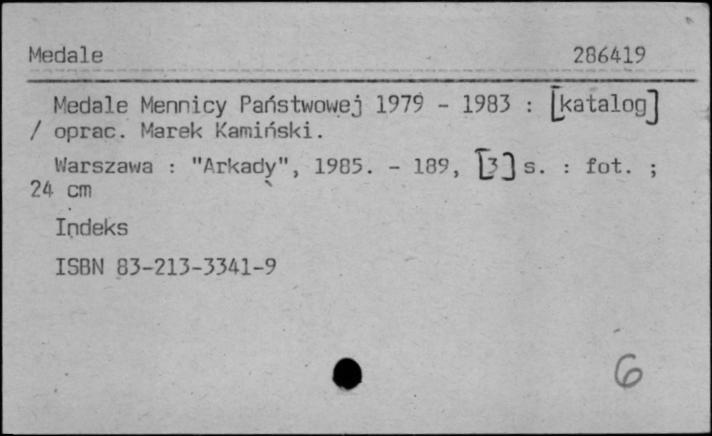 Medale 286419
Medale Mennicy Państwowej 1979 - 1983 : [katalog]
/ oprac. Marek Kamiński.
Warszawa : "Arkady", 1985. - 189, [3] s. : fot. ;
24 cm
Indeks
ISBN 83-213-3341-9
6